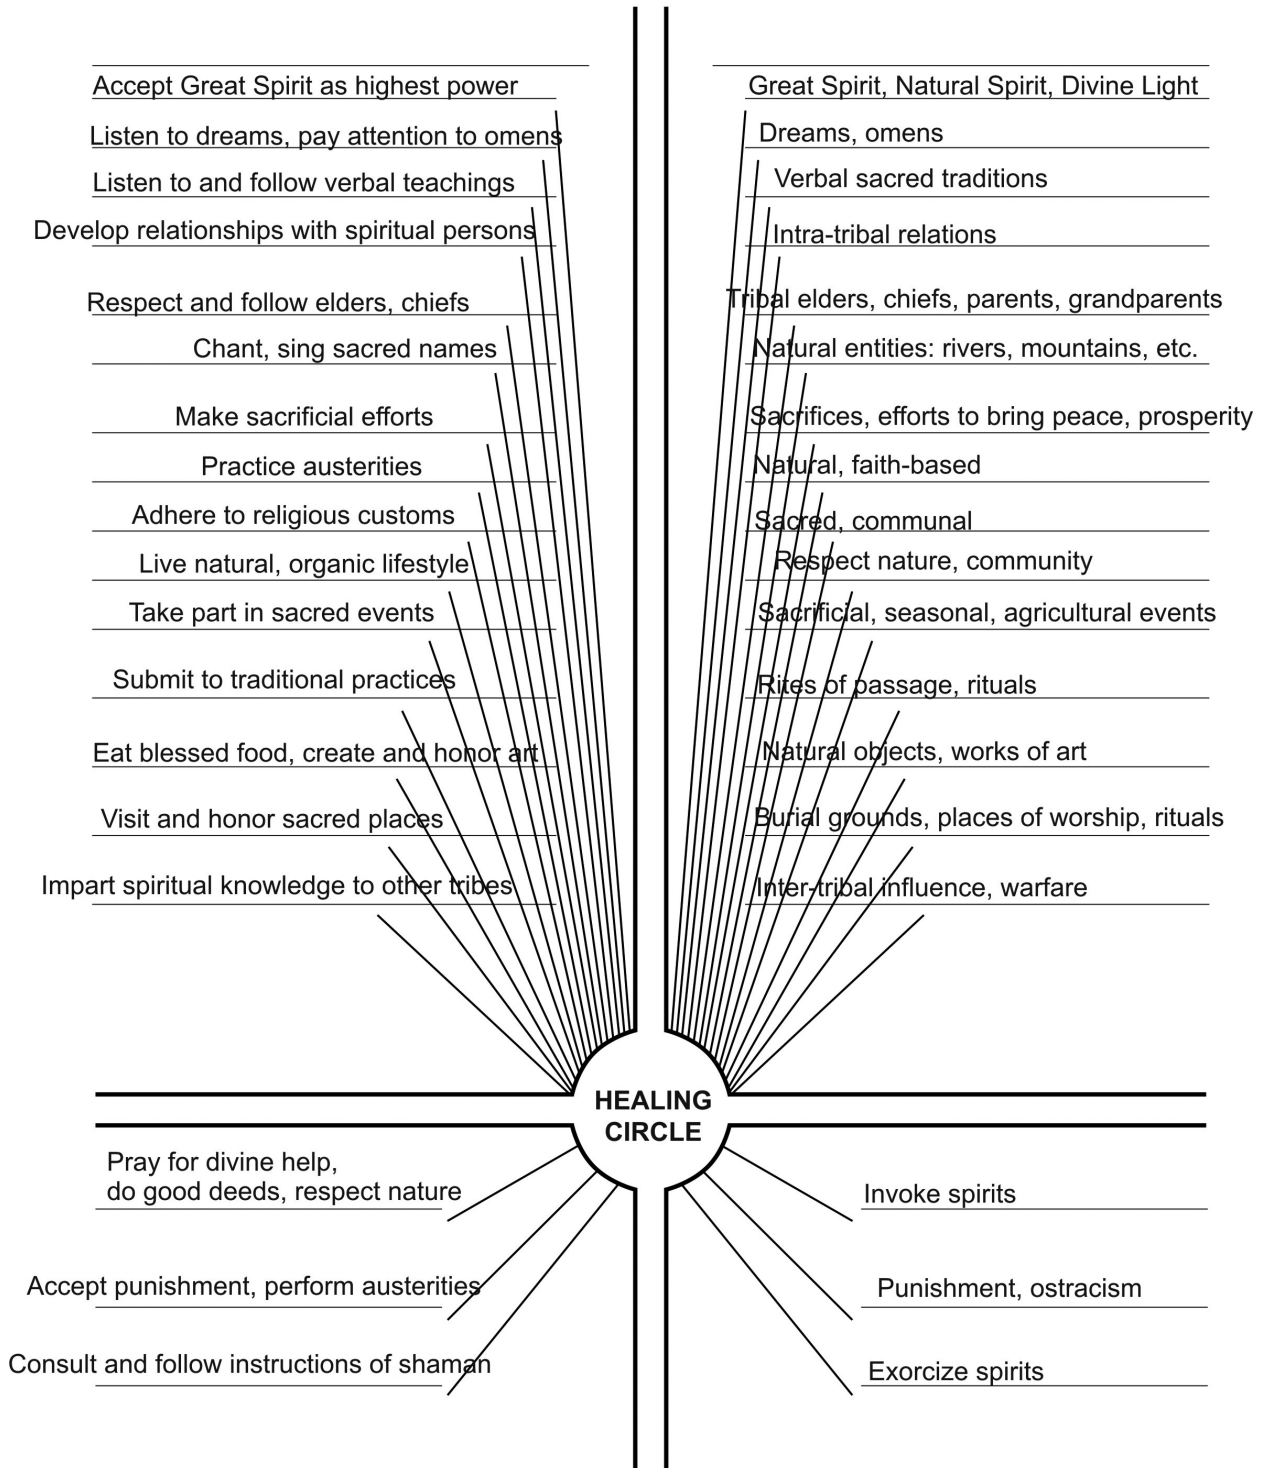 Accept Great Spirit as highest power
Listen to dreams, pay attention to omens
Listen to and follow verbal teachings
Develop relationships with spiritual persons
Respect and follow elders, chiefs
Chant, sing sacred names
Make sacrificial efforts
Practice austerities
Adhere to religious customs
Live natural, organic lifestyle
Take part in sacred events
Submit to traditional practices
Eat blessed food, create and honor art
Visit and honor sacred places
Impart spiritual knowledge to other tribes
Great Spirit, Natural Spirit, Divine Light
Dreams, omens
Verbal sacred traditions
Intra-tribal relations
Tribal elders, chiefs, parents, grandparents
Natural entities: rivers, mountains, etc.
Sacrifices, efforts to bring peace, prosperity
Natural, faith-based
Sacred, communal
Respect nature, community
Sacrificial, seasonal, agricultural events
Rites of passage, rituals
Natural objects, works of art
Burial grounds, places of worship, rituals
Inter-tribal influence, warfare
HEALING
CIRCLE
Pray for divine help,
do good deeds, respect nature
Accept punishment, perform austerities
Consult and follow instructions of shaman
Invoke spirits
Punishment, ostracism
Exorcize spirits